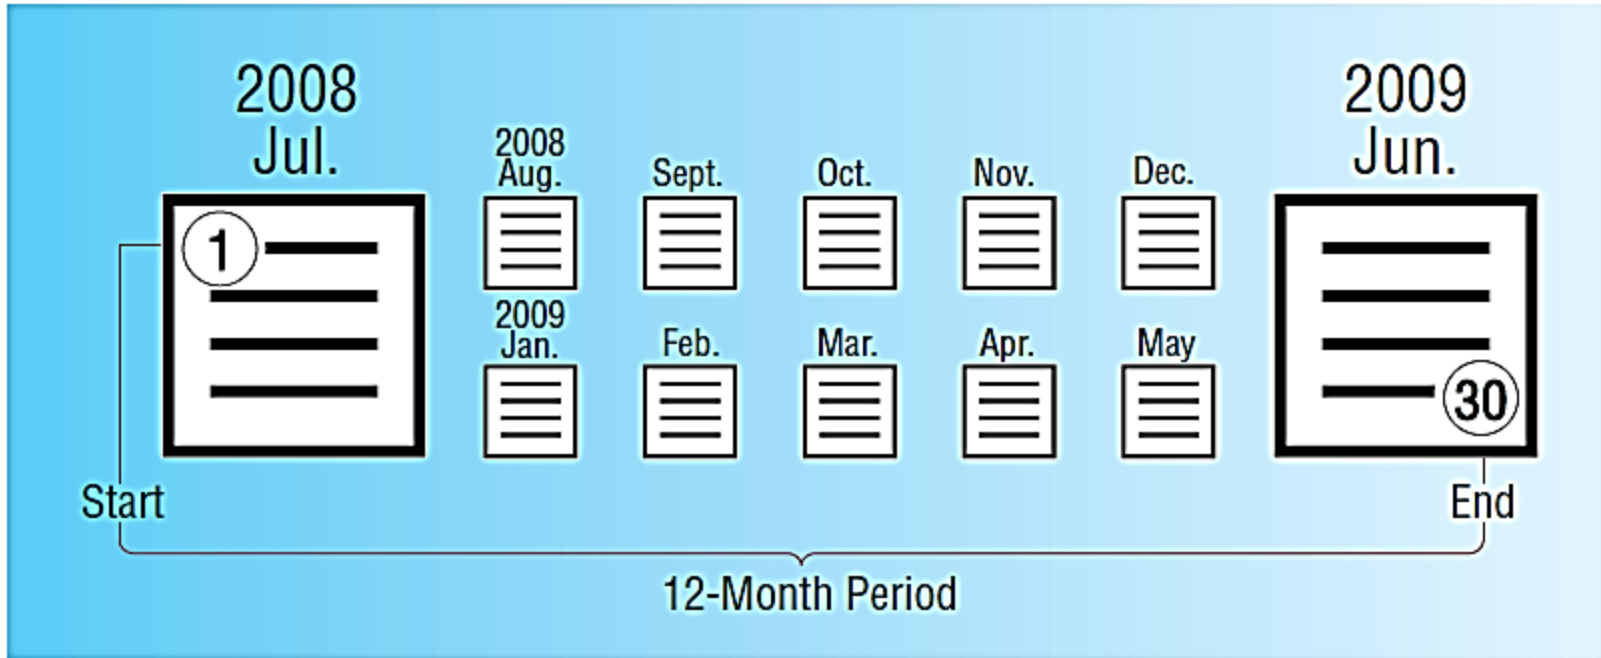 2008
Jul.
1
2008
Aug.
Sept.
Oct.
Nov.
Dec.
2009
Jan.
Feb.
Mar.
Apr.
May
2009
Jun.
30
Start
End
12-Month Period